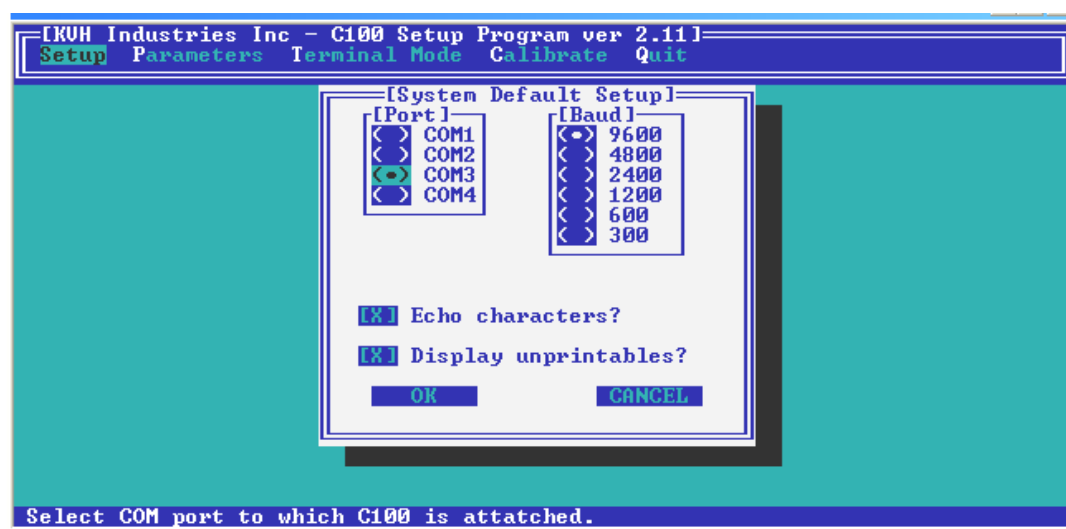 [KVH Industries Inc - C100 Setup Program ver 2.11]
Setup Parameters Terminal Mode Calibrate Quit
[System Default Setup]
[Port] [Baud]
( ) COM1 (•) 9600
( ) COM2 ( ) 4800
(•) COM3 ( ) 2400
( ) COM4 ( ) 1200
( ) 600
( ) 300
[X] Echo characters?
[X] Display unprintables?
OK CANCEL
Select COM port to which C100 is attatched.